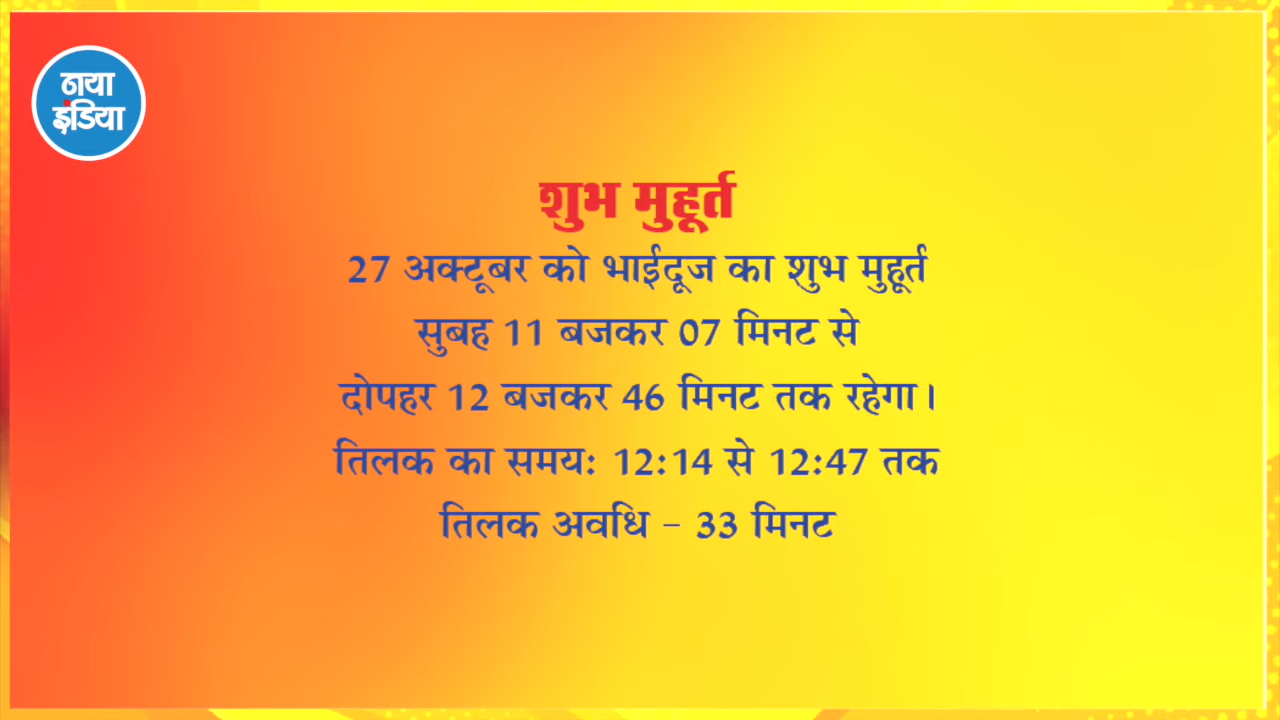 नया
इंडिया
शुभ मुहूर्त
27 अक्टूबर को भाईदूज का शुभ मुहूर्त
सुबह 11 बजकर 07 मिनट से
दोपहर 12 बजकर 46 मिनट तक रहेगा।
तिलक का समय: 12:14 से 12:47 तक
तिलक अवधि - 33 मिनट